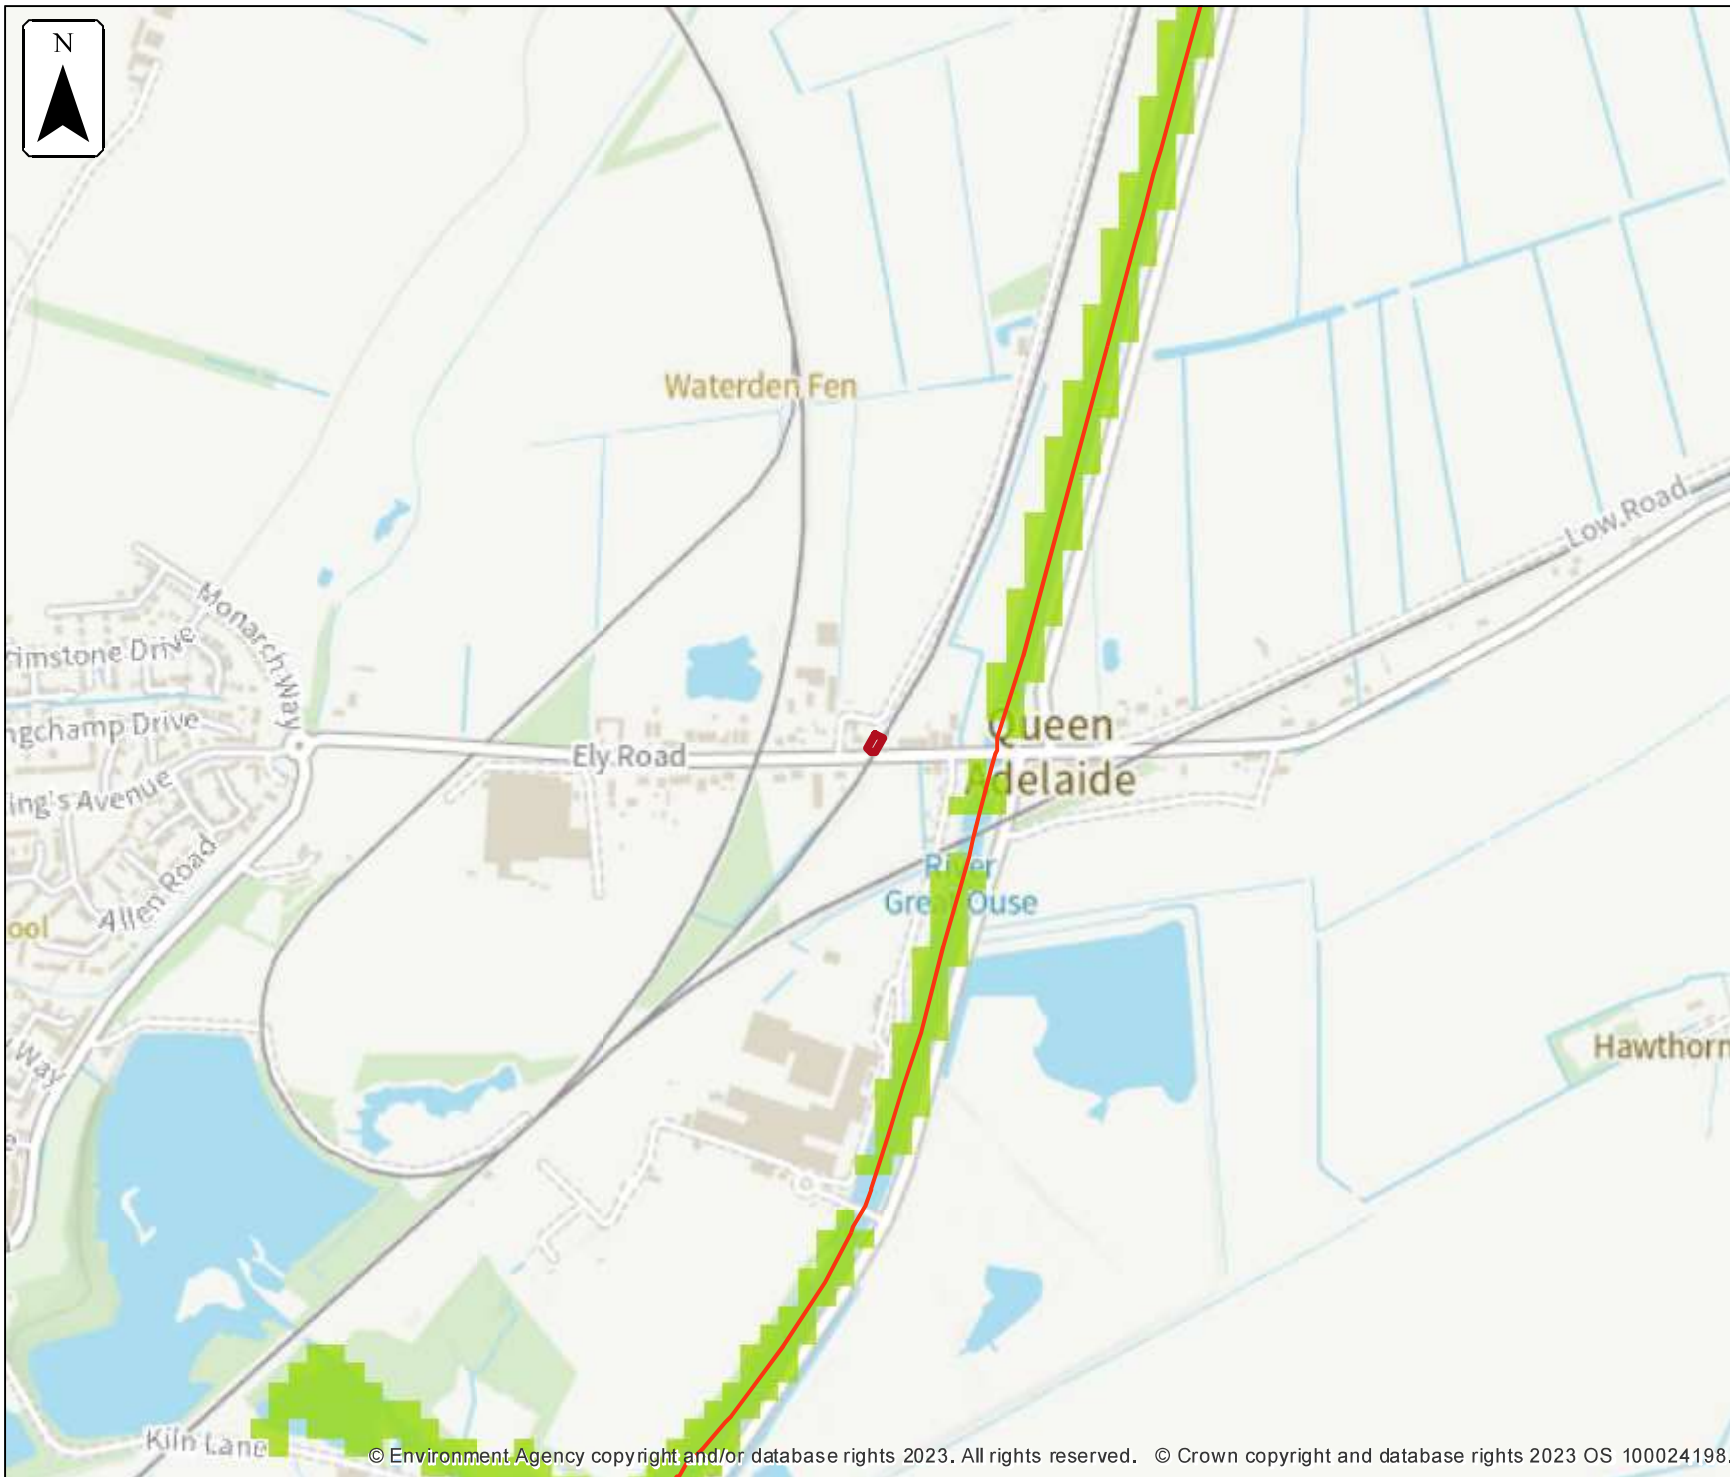 N
Waterden Fen
Low Road
Monarch Way
rimstone Drive
ngchamp Drive
Queen
Adelaide
Ely Road
ing's Avenue
Allen Road
River
Great Ouse
ool
Hawthorn
Way
Kiln Lane
© Environment Agency copyright and/or database rights 2023. All rights reserved. © Crown copyright and database rights 2023 OS 100024198.